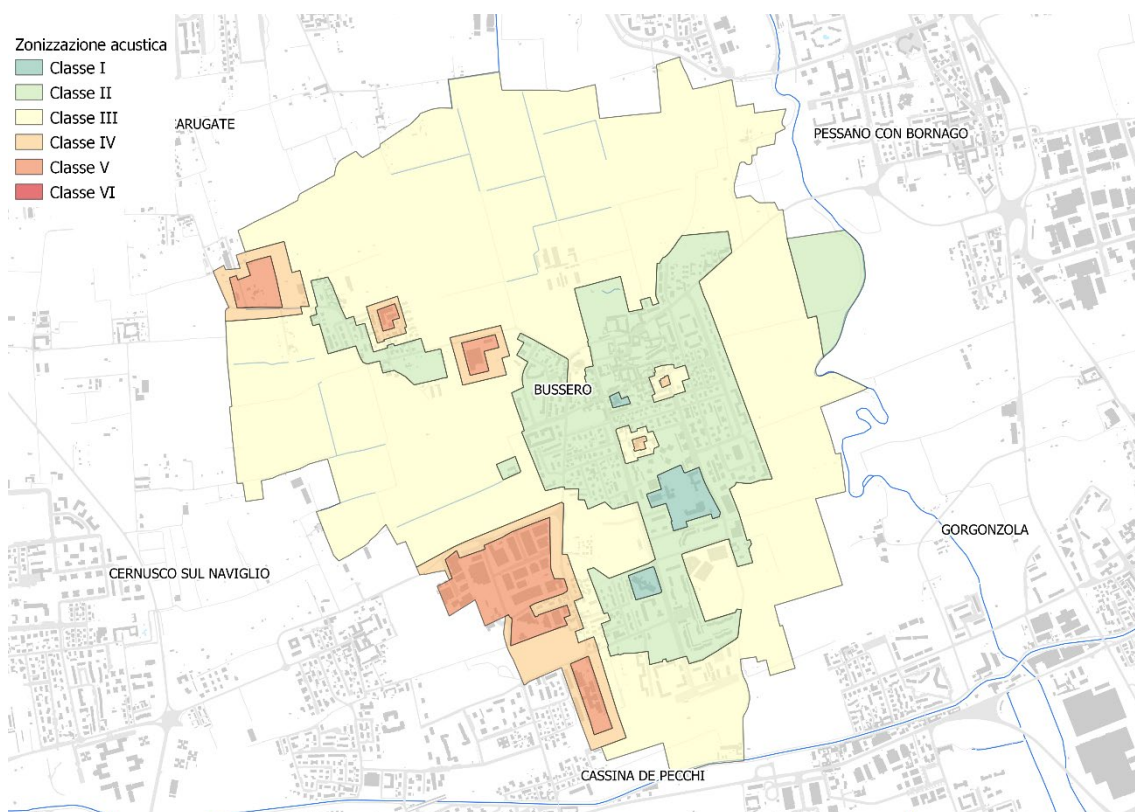 Zonizzazione acustica
Classe I
Classe II
Classe III
Classe IV
Classe V
Classe VI
ARUGATE
PESSANO CON BORNAGO
BUSSERO
GORGONZOLA
CERNUSCO SUL NAVIGLIO
CASSINA DE PECCHI